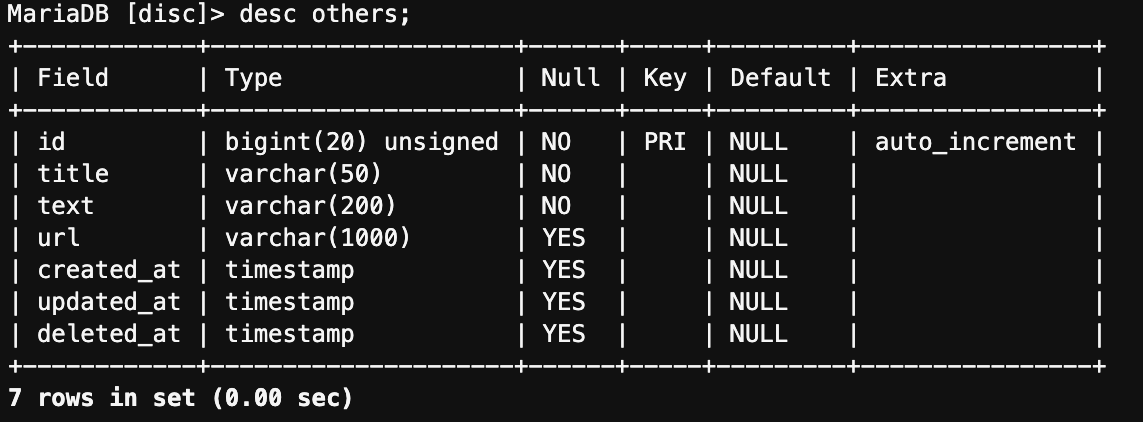 MariaDB [disc]> desc others;
+------------+---------------------+------+-----+---------+----------------+
| Field      | Type                | Null | Key | Default | Extra          |
+------------+---------------------+------+-----+---------+----------------+
| id         | bigint(20) unsigned | NO   | PRI | NULL    | auto_increment |
| title      | varchar(50)         | NO   |     | NULL    |                |
| text       | varchar(200)        | NO   |     | NULL    |                |
| url        | varchar(1000)       | YES  |     | NULL    |                |
| created_at | timestamp           | YES  |     | NULL    |                |
| updated_at | timestamp           | YES  |     | NULL    |                |
| deleted_at | timestamp           | YES  |     | NULL    |                |
+------------+---------------------+------+-----+---------+----------------+
7 rows in set (0.00 sec)